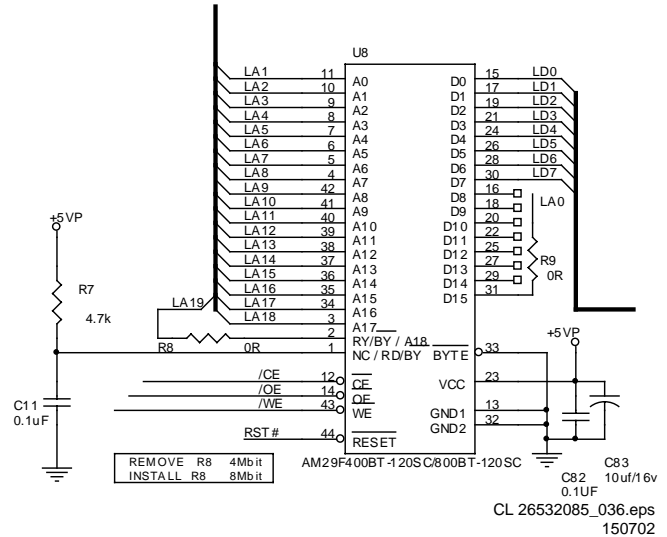 U8
LA1 11 A0 D0 15 LD0
LA2 10 A1 D1 17 LD1
LA3 9 A2 D2 19 LD2
LA4 8 A3 D3 21 LD3
LA5 7 A4 D4 24 LD4
LA6 6 A5 D5 26 LD5
LA7 5 A6 D6 28 LD6
LA8 4 A7 D7 30 LD7
LA9 42 A8 D8 16 LA0
LA10 41 A9 D9 18
LA11 40 A10 D10 20
LA12 39 A11 D11 22
LA13 38 A12 D12 25
LA14 37 A13 D13 27 R9
LA15 36 A14 D14 29 0R
LA16 35 A15 D15 31
LA17 34 A16
LA18 3 A17
LA19 2 RY/BY / A18
R8 0R 1 NC / RD/BY BYTE 33
+5VP
R7
4.7k
C11
0.1uF
+5VP
/CE 12 CE VCC 23
/OE 14 OE
/WE 43 WE GND1 13
GND2 32
RST# 44 RESET
REMOVE R8 4Mbit
INSTALL R8 8Mbit
AM29F400BT-120SC/800BT-120SC
C82
0.1UF
C83
10uf/16v
CL 26532085_036.eps
150702